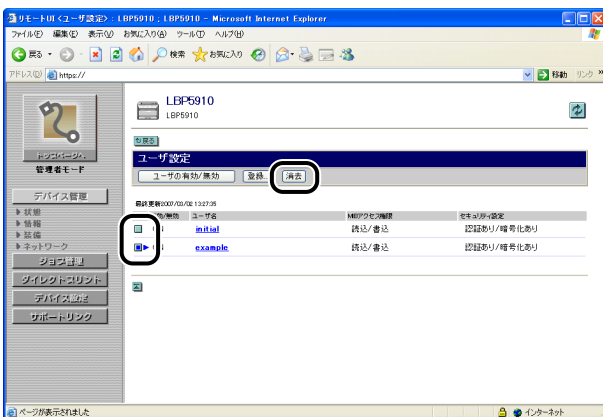 リモートUI <ユーザ設定> : LBP5910 ; LBP5910 - Microsoft Internet Explorer
ファイル(F) 編集(E) 表示(V) お気に入り(A) ツール(T) ヘルプ(H)
戻る 検索 お気に入り
アドレス(D) https:// 移動 リンク »
LBP5910
LBP5910
戻る
トップページへ
管理者モード
ユーザ設定
ユーザの有効/無効 登録... 消去
デバイス管理
状態
情報
装備
ネットワーク
ジョブ管理
ダイレクトプリント
デバイス設定
サポートリンク
最終更新2007/03/02 13:27:35
効/無効 ユーザ名 MIBアクセス権限 セキュリティ設定
initial 読込/書込 認証あり/暗号化あり
example 読込/書込 認証あり/暗号化あり
ページが表示されました インターネット